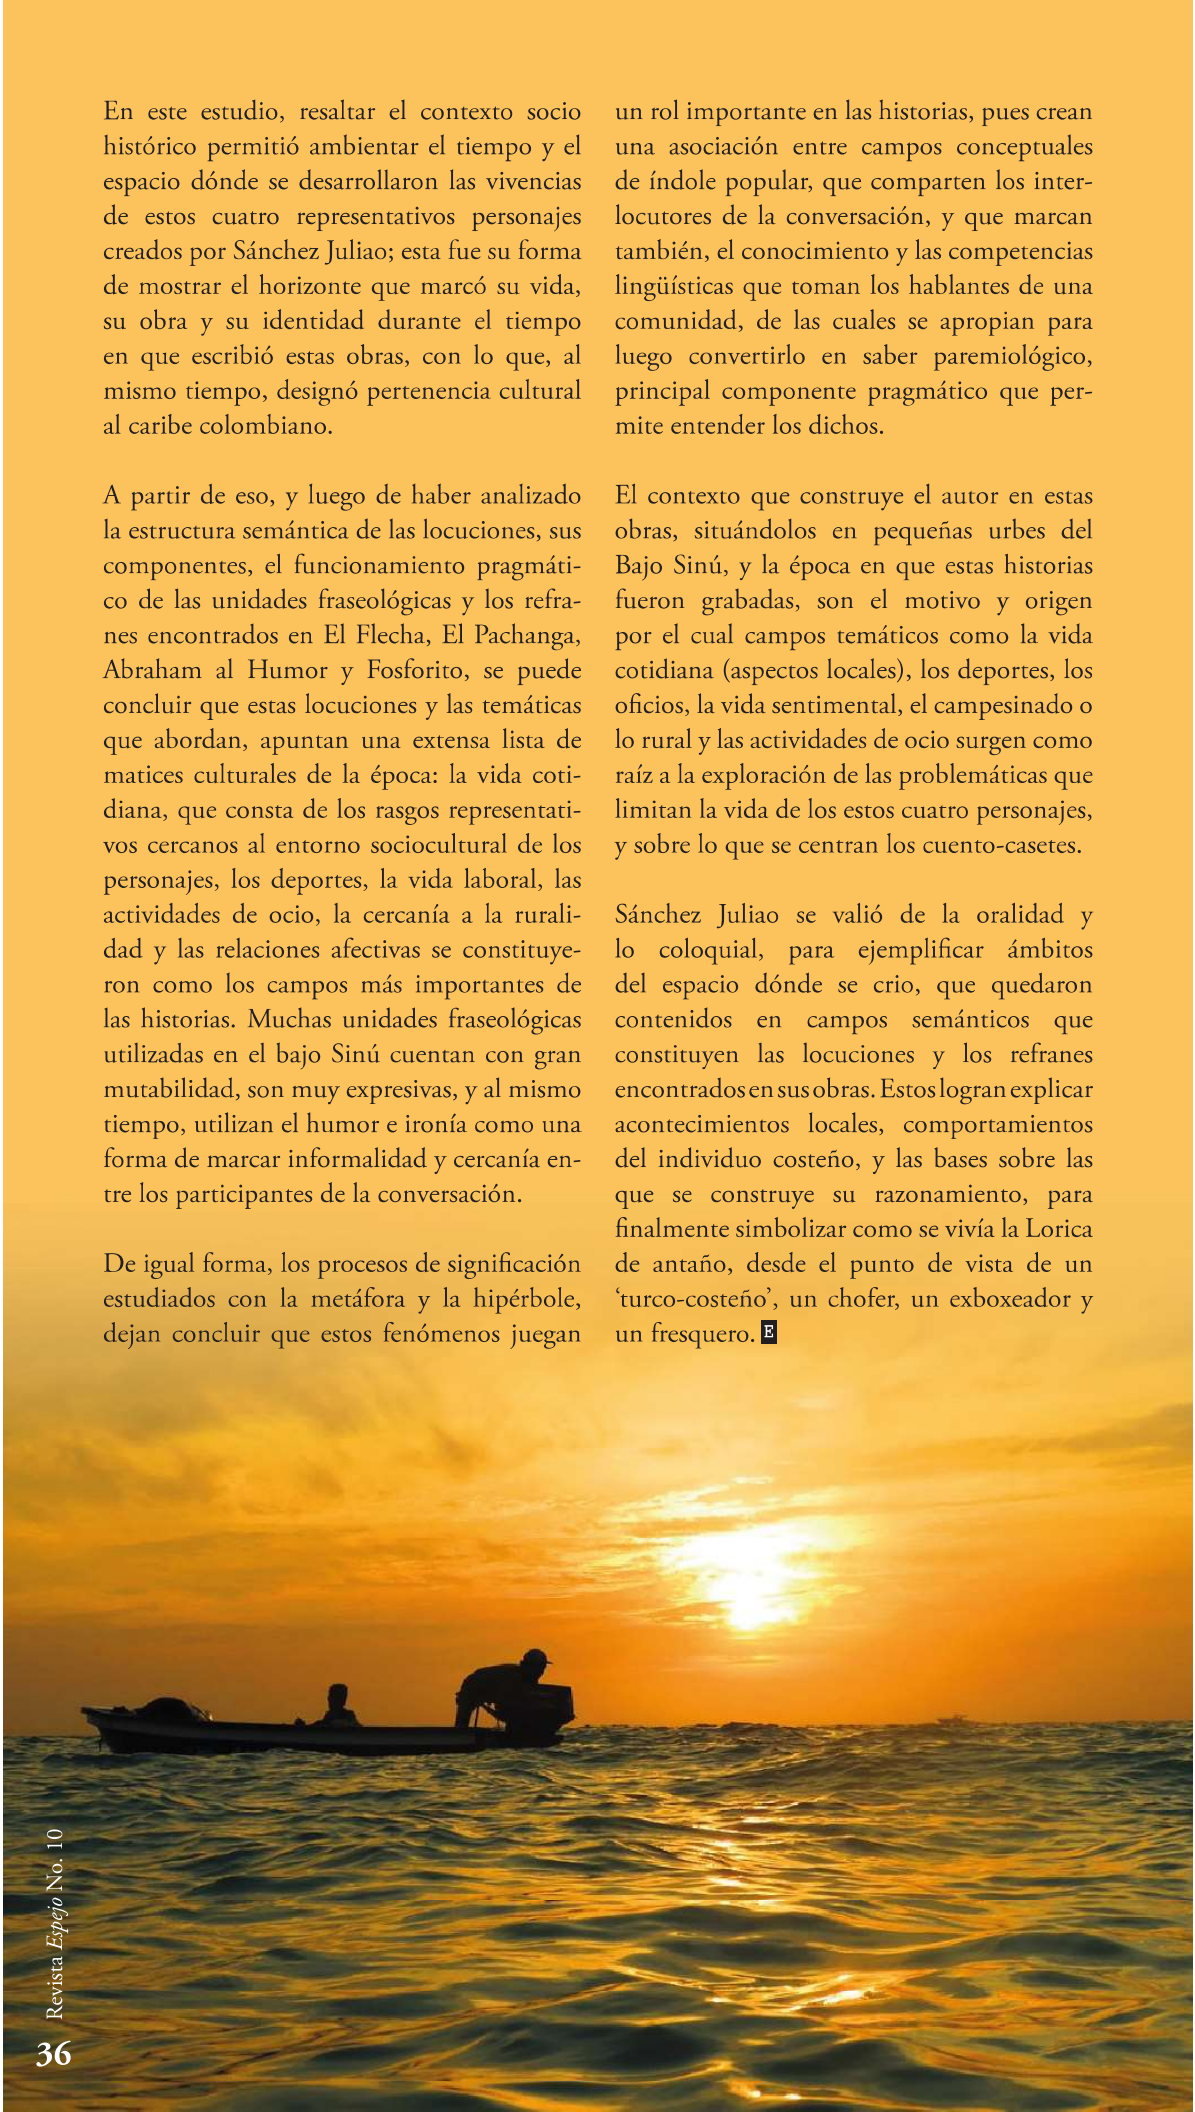 En este estudio, resaltar el contexto socio
histórico permitió ambientar el tiempo y el
espacio dónde se desarrollaron las vivencias
de estos cuatro representativos personajes
creados por Sánchez Juliao; esta fue su forma
de mostrar el horizonte que marcó su vida,
su obra y su identidad durante el tiempo
en que escribió estas obras, con lo que, al
mismo tiempo, designó pertenencia cultural
al caribe colombiano.
A partir de eso, y luego de haber analizado
la estructura semántica de las locuciones, sus
componentes, el funcionamiento pragmáti-
co de las unidades fraseológicas y los refra-
nes encontrados en El Flecha, El Pachanga,
Abraham al Humor y Fosforito, se puede
concluir que estas locuciones y las temáticas
que abordan, apuntan una extensa lista de
matices culturales de la época: la vida coti-
diana, que consta de los rasgos representati-
vos cercanos al entorno sociocultural de los
personajes, los deportes, la vida laboral, las
actividades de ocio, la cercanía a la rurali-
dad y las relaciones afectivas se constituye-
ron como los campos más importantes de
las historias. Muchas unidades fraseológicas
utilizadas en el bajo Sinú cuentan con gran
mutabilidad, son muy expresivas, y al mismo
tiempo, utilizan el humor e ironía como una
forma de marcar informalidad y cercanía en-
tre los participantes de la conversación.
De igual forma, los procesos de significación
estudiados con la metáfora y la hipérbole,
dejan concluir que estos fenómenos juegan
un rol importante en las historias, pues crean
una asociación entre campos conceptuales
de índole popular, que comparten los inter-
locutores de la conversación, y que marcan
también, el conocimiento y las competencias
lingüísticas que toman los hablantes de una
comunidad, de las cuales se apropian para
luego convertirlo en saber paremiológico,
principal componente pragmático que per-
mite entender los dichos.
El contexto que construye el autor en estas
obras, situándolos en pequeñas urbes del
Bajo Sinú, y la época en que estas historias
fueron grabadas, son el motivo y origen
por el cual campos temáticos como la vida
cotidiana (aspectos locales), los deportes, los
oficios, la vida sentimental, el campesinado o
lo rural y las actividades de ocio surgen como
raíz a la exploración de las problemáticas que
limitan la vida de los estos cuatro personajes,
y sobre lo que se centran los cuento-casetes.
Sánchez Juliao se valió de la oralidad y
lo coloquial, para ejemplificar ámbitos
del espacio dónde se crio, que quedaron
contenidos en campos semánticos que
constituyen las locuciones y los refranes
encontrados en sus obras. Estos logran explicar
acontecimientos locales, comportamientos
del individuo costeño, y las bases sobre las
que se construye su razonamiento, para
finalmente simbolizar como se vivía la Lorica
de antaño, desde el punto de vista de un
‘turco-costeño’, un chofer, un exboxeador y
un fresquero. E
Revista Espejo No. 10
36